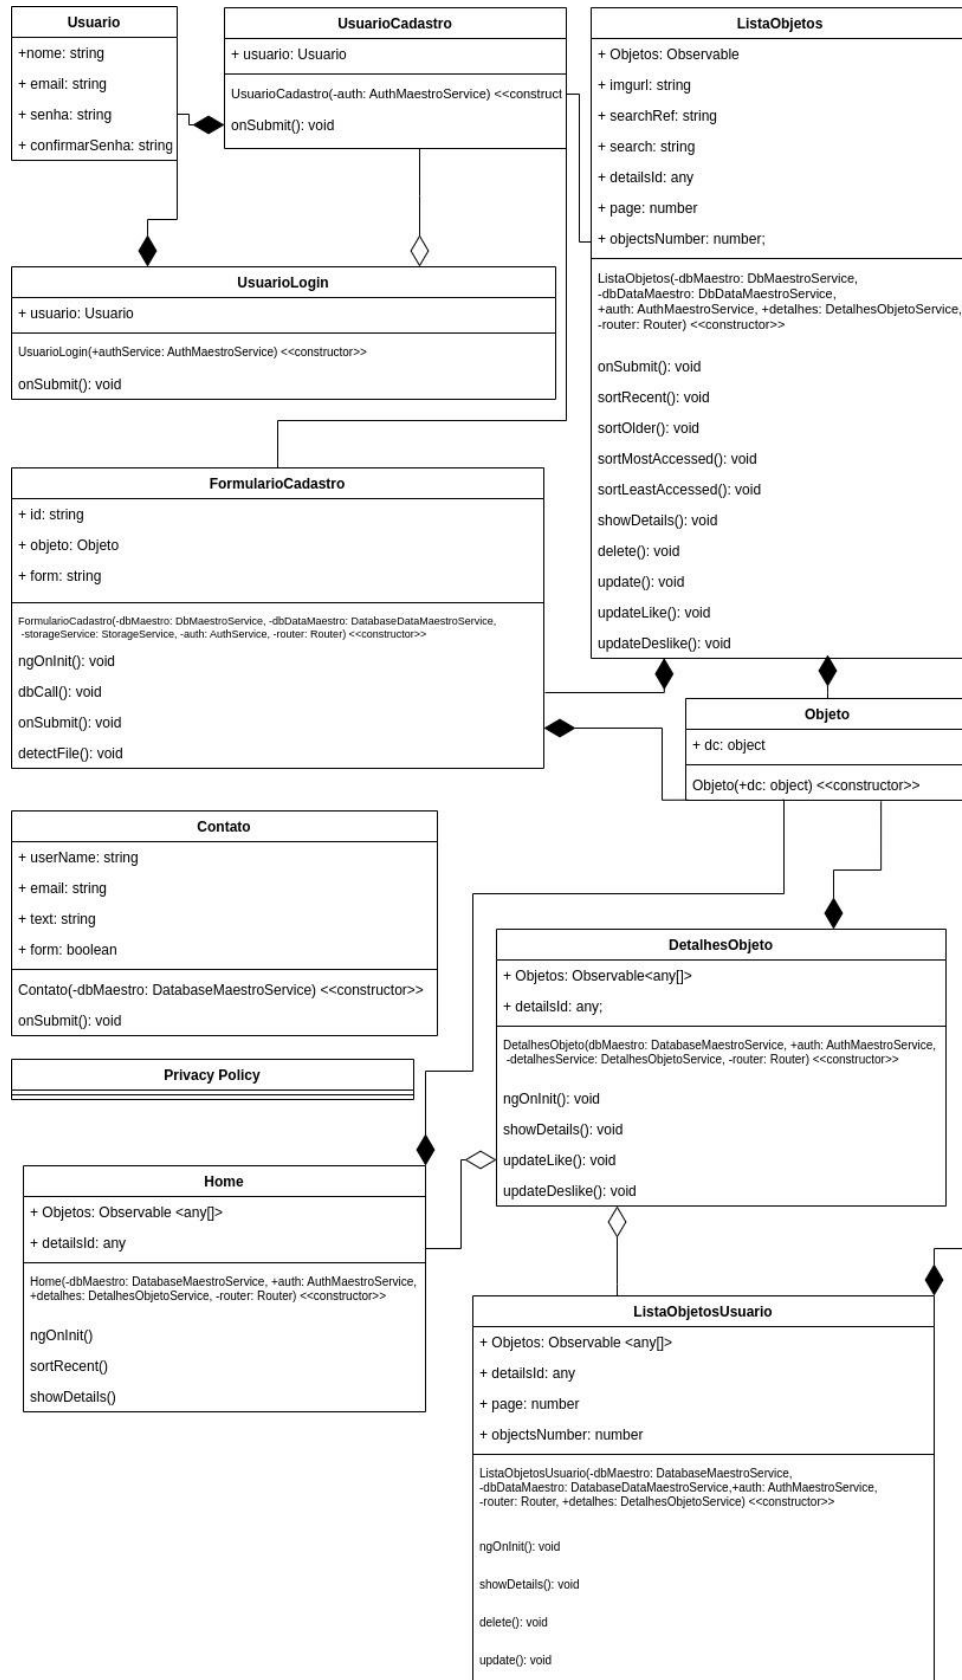 Usuario
+nome: string
+ email: string
+ senha: string
+ confirmarSenha: string
UsuarioCadastro
+ usuario: Usuario
UsuarioCadastro(-auth: AuthMaestroService) <<construct
onSubmit(): void
ListaObjetos
+ Objetos: Observable
+ imgurl: string
+ searchRef: string
+ search: string
+ detailsId: any
+ page: number
+ objectsNumber: number;
ListaObjetos(-dbMaestro: DbMaestroService,
-dbDataMaestro: DbDataMaestroService,
+auth: AuthMaestroService, +detalhes: DetalhesObjetoService,
-router: Router) <<constructor>>
onSubmit(): void
sortRecent(): void
sortOlder(): void
sortMostAccessed(): void
sortLeastAccessed(): void
showDetails(): void
delete(): void
update(): void
updateLike(): void
updateDeslike(): void
UsuarioLogin
+ usuario: Usuario
UsuarioLogin(+authService: AuthMaestroService) <<constructor>>
onSubmit(): void
FormularioCadastro
+ id: string
+ objeto: Objeto
+ form: string
FormularioCadastro(-dbMaestro: DbMaestroService, -dbDataMaestro: DatabaseDataMaestroService,
-storageService: StorageService, -auth: AuthService, -router: Router) <<constructor>>
ngOnInit(): void
dbCall(): void
onSubmit(): void
detectFile(): void
Objeto
+ dc: object
Objeto(+dc: object) <<constructor>>
Contato
+ userName: string
+ email: string
+ text: string
+ form: boolean
Contato(-dbMaestro: DatabaseMaestroService) <<constructor>>
onSubmit(): void
DetalhesObjeto
+ Objetos: Observable<any[]>
+ detailsId: any;
DetalhesObjeto(dbMaestro: DatabaseMaestroService, +auth: AuthMaestroService,
-detalhesService: DetalhesObjetoService, -router: Router) <<constructor>>
ngOnInit(): void
showDetails(): void
updateLike(): void
updateDeslike(): void
Privacy Policy
Home
+ Objetos: Observable <any[]>
+ detailsId: any
Home(-dbMaestro: DatabaseMaestroService, +auth: AuthMaestroService,
+detalhes: DetalhesObjetoService, -router: Router) <<constructor>>
ngOnInit()
sortRecent()
showDetails()
ListaObjetosUsuario
+ Objetos: Observable <any[]>
+ detailsId: any
+ page: number
+ objectsNumber: number
ListaObjetosUsuario(-dbMaestro: DatabaseMaestroService,
-dbDataMaestro: DatabaseDataMaestroService,+auth: AuthMaestroService,
-router: Router, +detalhes: DetalhesObjetoService) <<constructor>>
ngOnInit(): void
showDetails(): void
delete(): void
update(): void